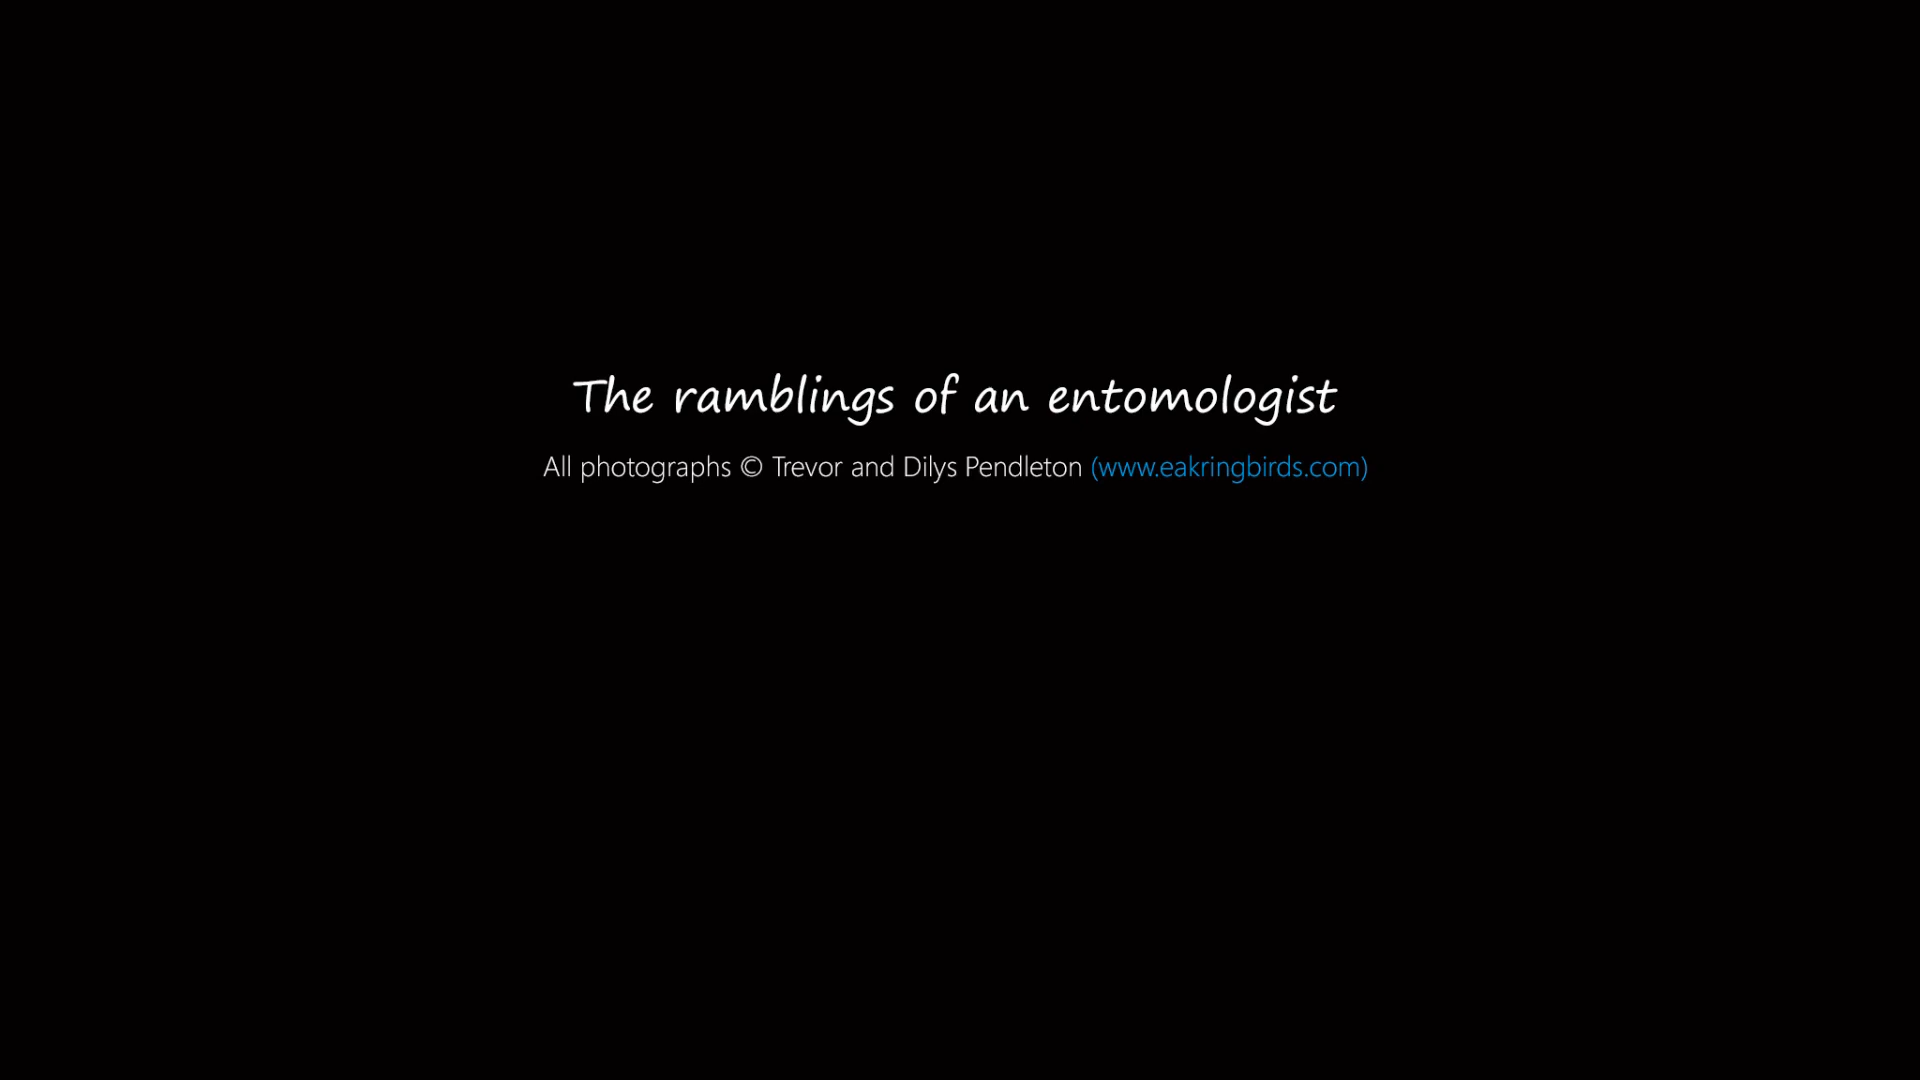 The ramblings of an entomologist
All photographs © Trevor and Dilys Pendleton (www.eakringbirds.com)